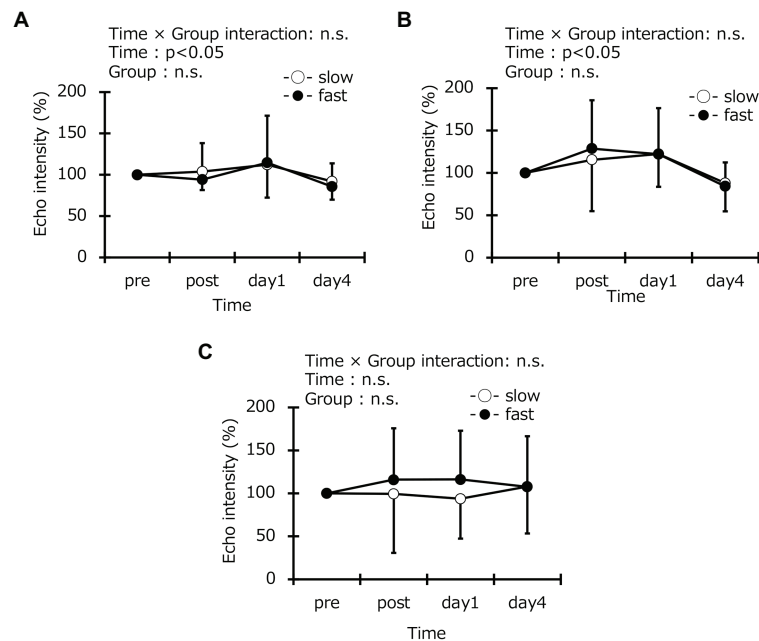 A
Time × Group interaction: n.s.
Time : p<0.05
Group : n.s.
-○- slow
-●- fast
Echo intensity (%)
200
150
100
50
0
pre post day1 day4
Time
B
Time × Group interaction: n.s.
Time : p<0.05
Group : n.s.
-○- slow
-●- fast
Echo intensity (%)
200
150
100
50
0
pre post day1 day4
Time
C
Time × Group interaction: n.s.
Time : n.s.
Group : n.s.
-○- slow
-●- fast
Echo intensity (%)
200
150
100
50
0
pre post day1 day4
Time